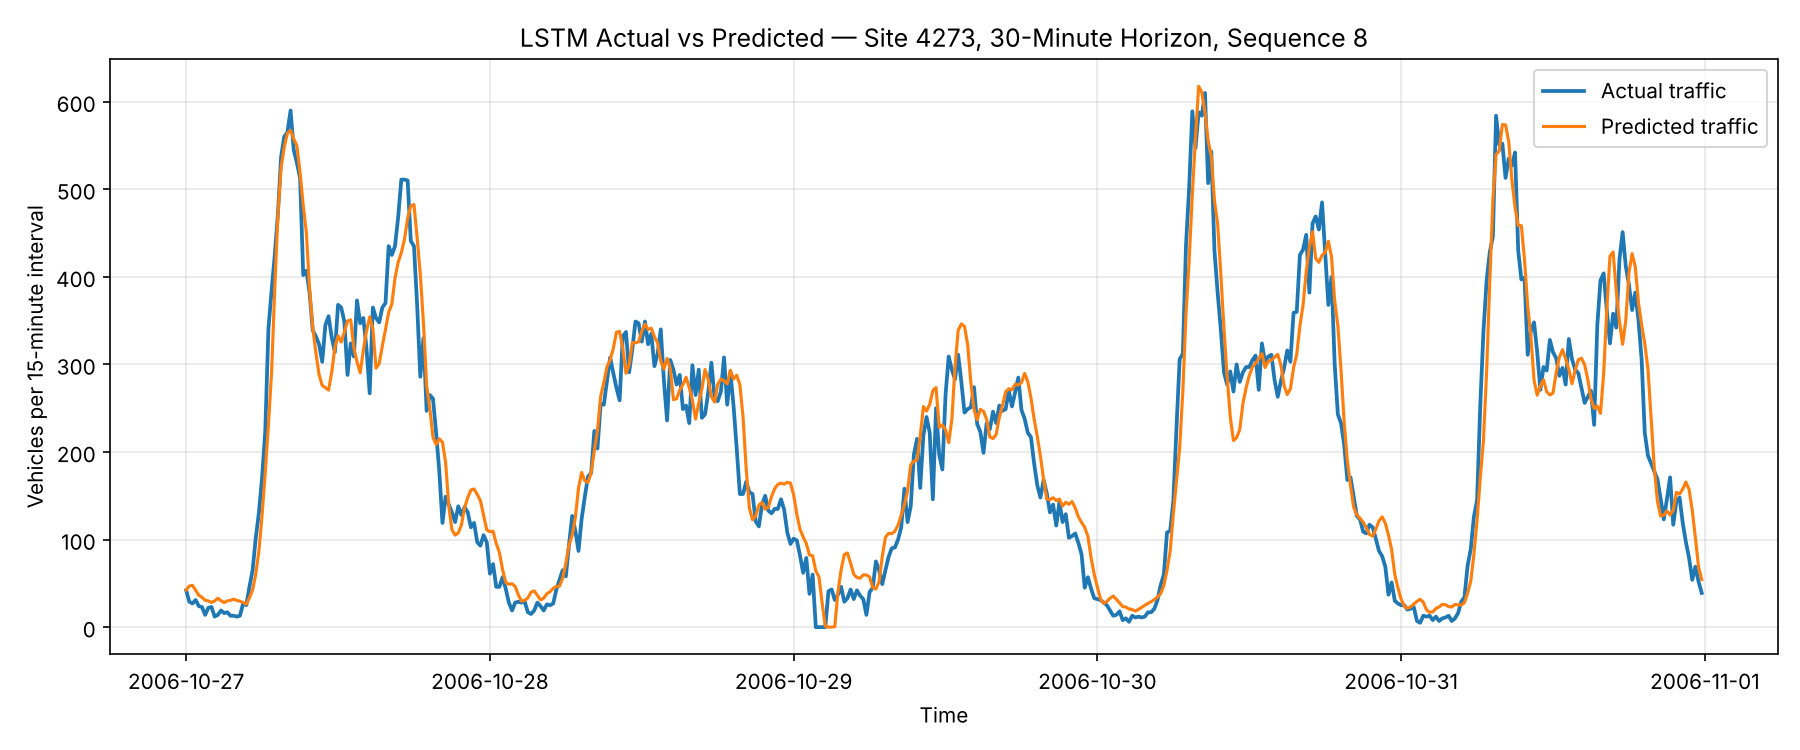 LSTM Actual vs Predicted — Site 4273, 30-Minute Horizon, Sequence 8
Actual traffic
Predicted traffic
Vehicles per 15-minute interval
600
500
400
300
200
100
0
2006-10-27
2006-10-28
2006-10-29
2006-10-30
2006-10-31
2006-11-01
Time